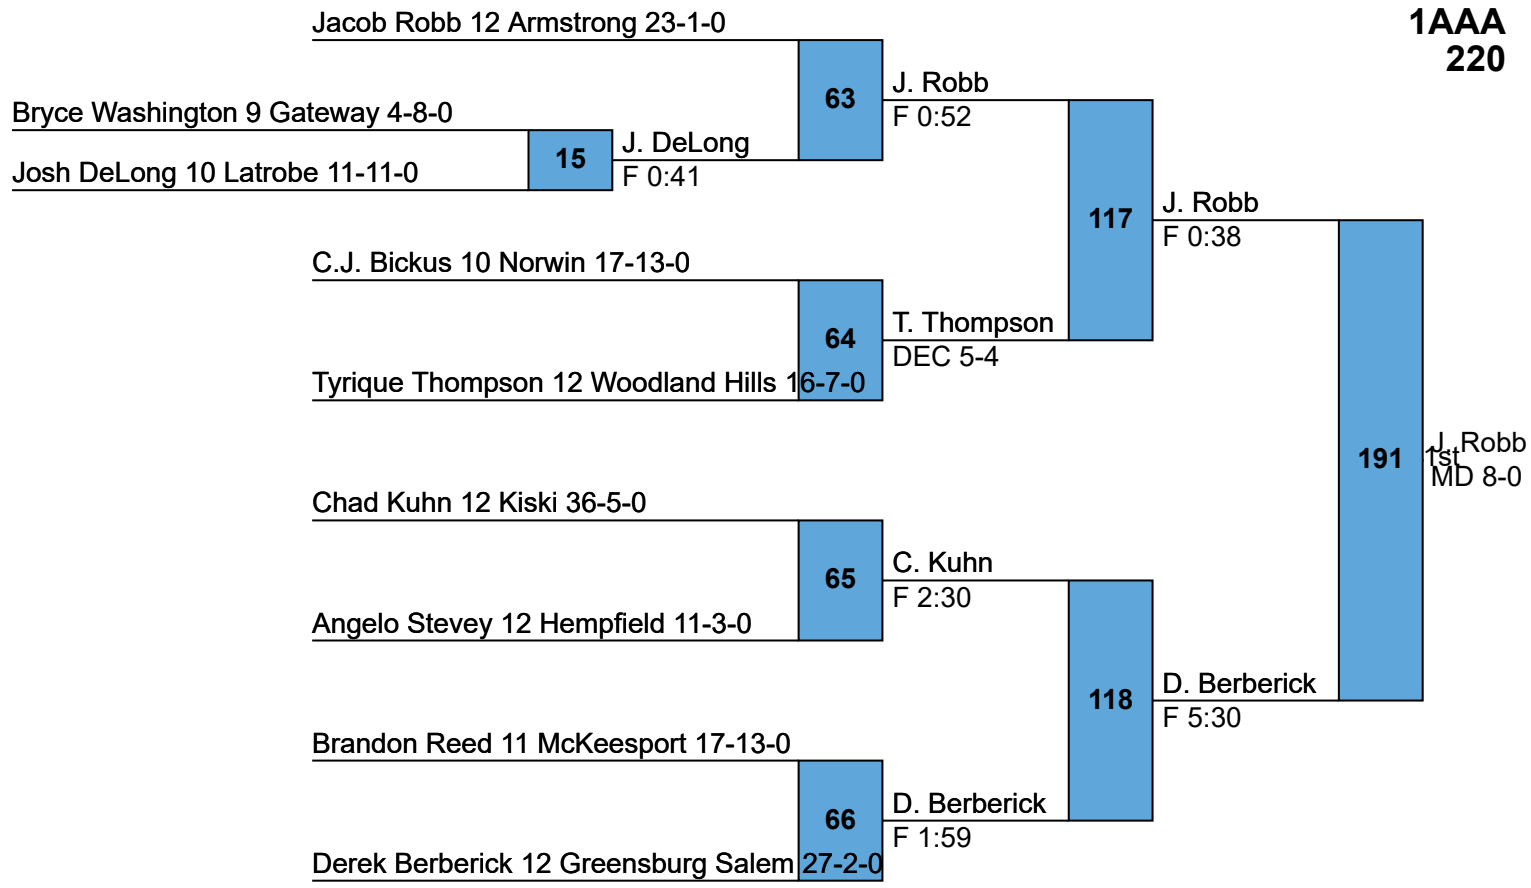 Jacob Robb 12 Armstrong 23-1-0
1AAA
220
63
J. Robb
F 0:52
Bryce Washington 9 Gateway 4-8-0
15
J. DeLong
F 0:41
Josh DeLong 10 Latrobe 11-11-0
117
J. Robb
F 0:38
C.J. Bickus 10 Norwin 17-13-0
64
T. Thompson
DEC 5-4
Tyrique Thompson 12 Woodland Hills 16-7-0
191
J. Robb
1st
MD 8-0
Chad Kuhn 12 Kiski 36-5-0
65
C. Kuhn
F 2:30
Angelo Stevey 12 Hempfield 11-3-0
118
D. Berberick
F 5:30
Brandon Reed 11 McKeesport 17-13-0
66
D. Berberick
F 1:59
Derek Berberick 12 Greensburg Salem 27-2-0